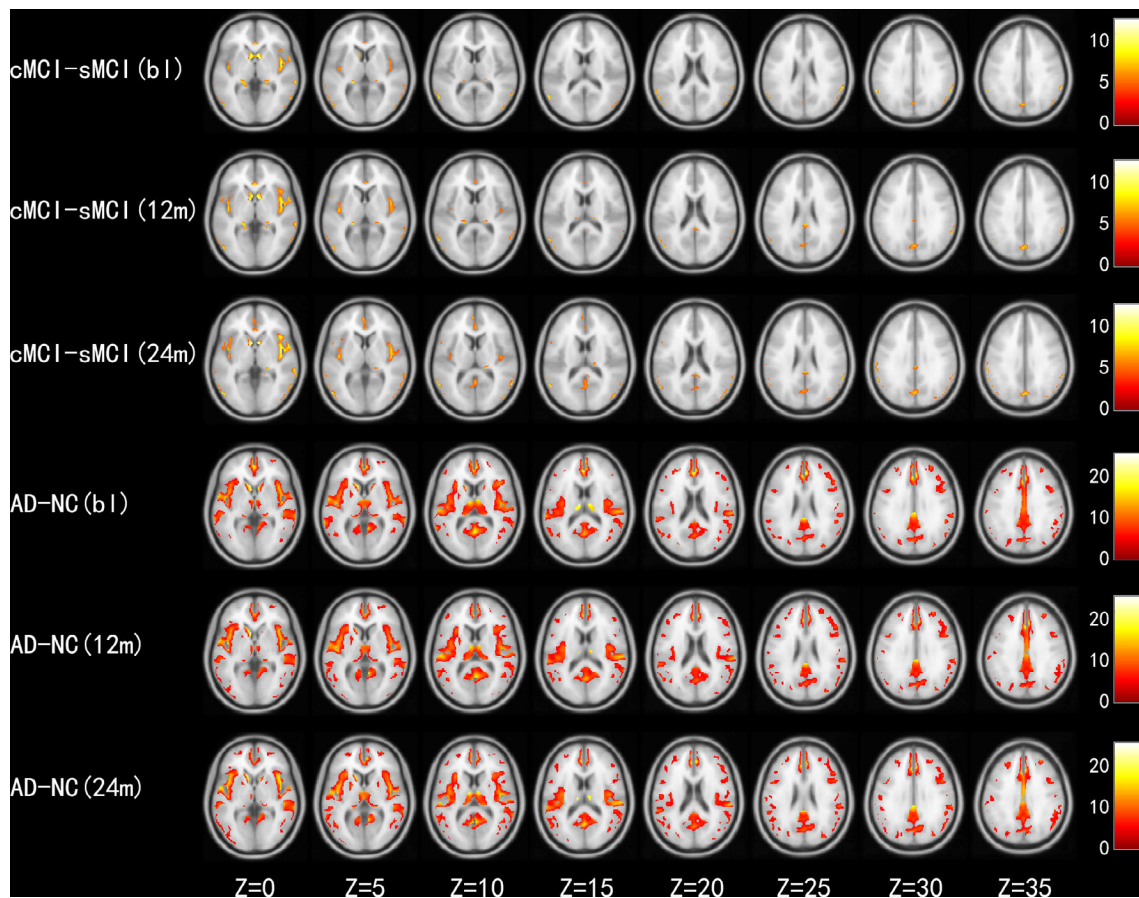 cMCI-sMCI(bl)
10
5
0
cMCI-sMCI(12m)
10
5
0
cMCI-sMCI(24m)
10
5
0
AD-NC(bl)
20
10
0
AD-NC(12m)
20
10
0
AD-NC(24m)
20
10
0
Z=0 Z=5 Z=10 Z=15 Z=20 Z=25 Z=30 Z=35